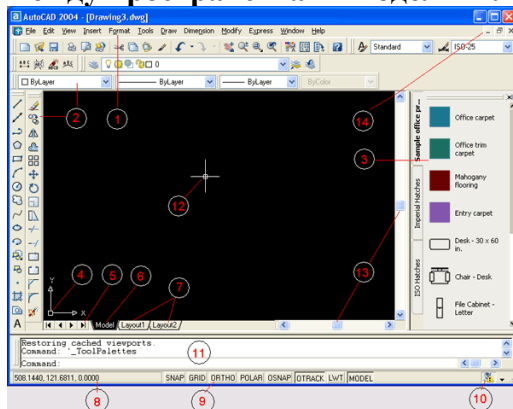 AutoCAD 2004 - [Drawing3.dwg]
File Edit View Insert Format Tools Draw Dimension Modify Express Window Help
Standard ISO-25
0
ByLayer ByLayer ByLayer ByColor
2 1 14
3
12
4 5 6 7 13
Y
X
Sample office pr...
Imperial Hatches
ISO Hatches
Office carpet
Office trim
carpet
Mahogany
flooring
Entry carpet
Desk - 30 x 60
in.
Chair - Desk
File Cabinet -
Letter
Model Layout1 Layout2
Restoring cached viewports.
Command: '_ToolPalettes
Command:
11
508.1440, 121.6811, 0.0000 SNAP GRID ORTHO POLAR OSNAP OTRACK LWT MODEL
8 9 10